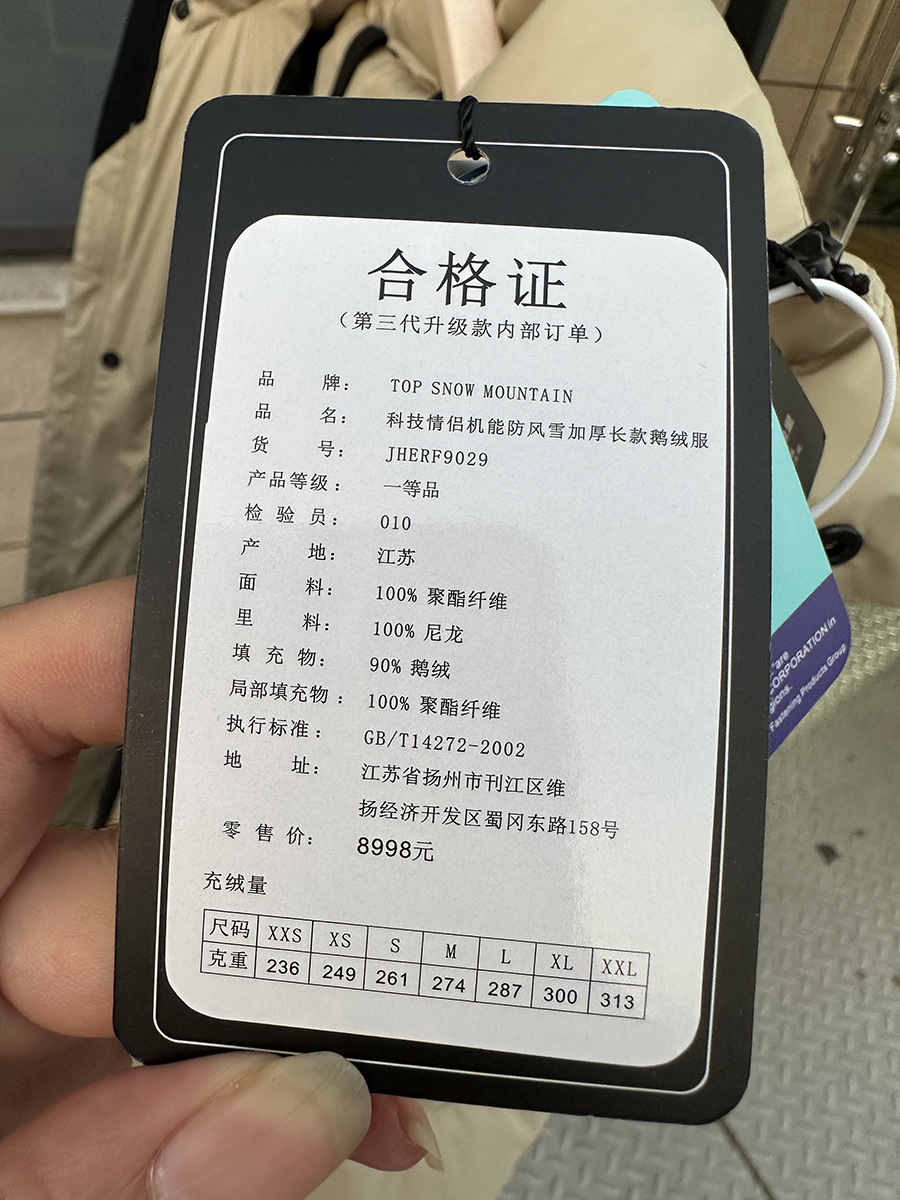 合格证
（第三代升级款内部订单）
品 牌： TOP SNOW MOUNTAIN
品 名： 科技情侣机能防风雪加厚长款鹅绒服
货 号： JHERF9029
产品等级： 一等品
检 验 员： 010
产 地： 江苏
面 料： 100% 聚酯纤维
里 料： 100% 尼龙
填 充 物： 90% 鹅绒
局部填充物： 100% 聚酯纤维
执行标准： GB/T14272-2002
地 址： 江苏省扬州市刊江区维
扬经济开发区蜀冈东路158号
零 售 价： 8998元
充绒量
尺码 XXS XS S M L XL XXL
克重 236 249 261 274 287 300 313
CORPORATION.in
Fastening Products Group